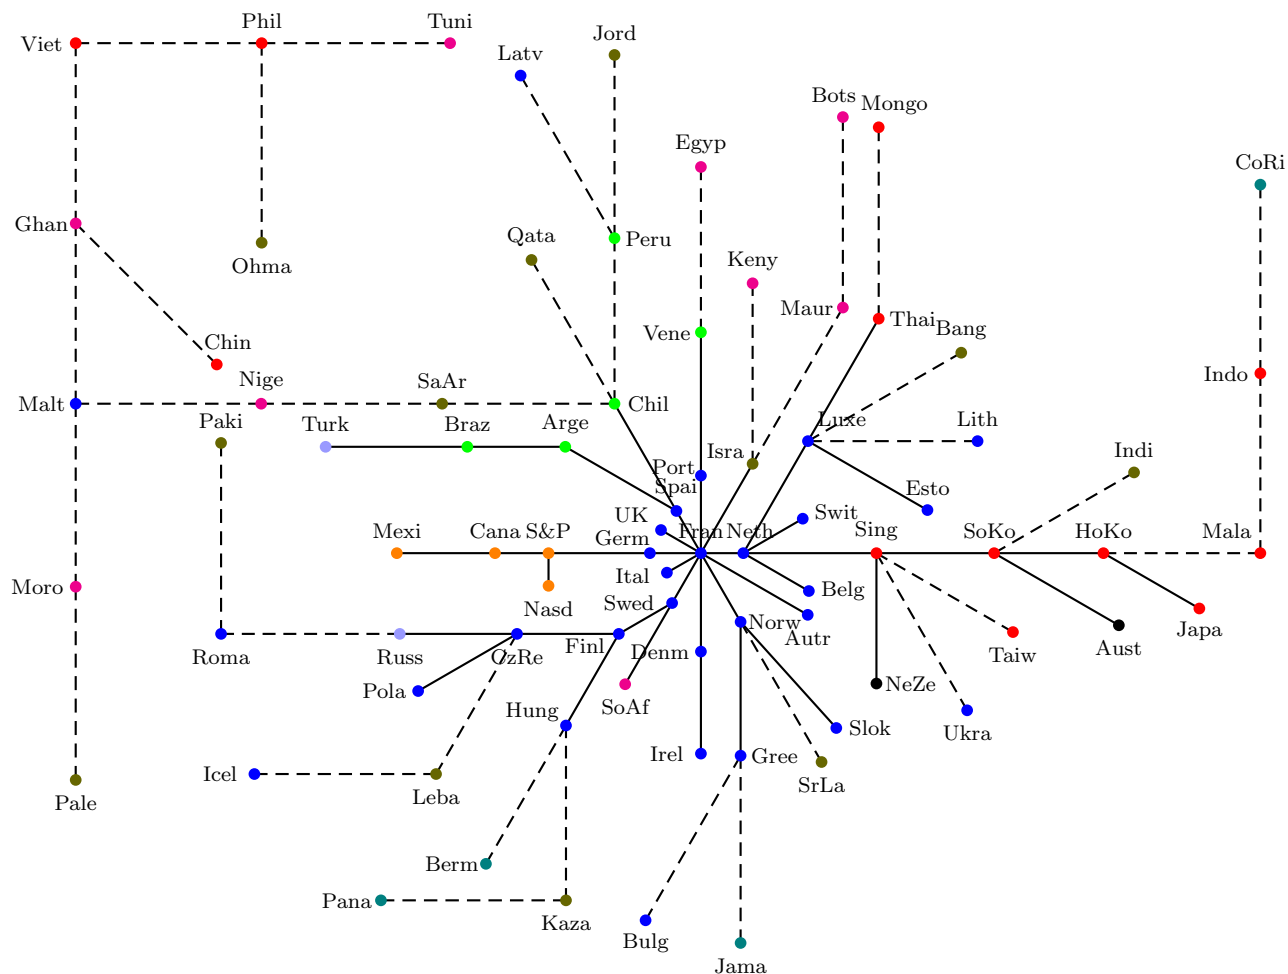 Phil
Tuni
Viet
Jord
Latv
Bots
Mongo
Egyp
CoRi
Ghan
Qata
Peru
Keny
Ohma
Maur
Thai
Bang
Vene
Chin
Indo
Nige
SaAr
Malt
Chil
Paki
Turk
Braz
Arge
Luxe
Lith
Isra
Indi
Port
Spai
Esto
UK
Swit
Mexi
Cana
S&P
Germ
Fran
Neth
Sing
SoKo
HoKo
Mala
Ital
Moro
Nasd
Swed
Belg
Norw
Autr
Japa
Finl
Denm
Aust
Roma
Russ
OzRe
Taiw
Pola
NeZe
SoAf
Hung
Slok
Ukra
Irel
Gree
Icel
SrLa
Leba
Pale
Berm
Pana
Kaza
Bulg
Jama